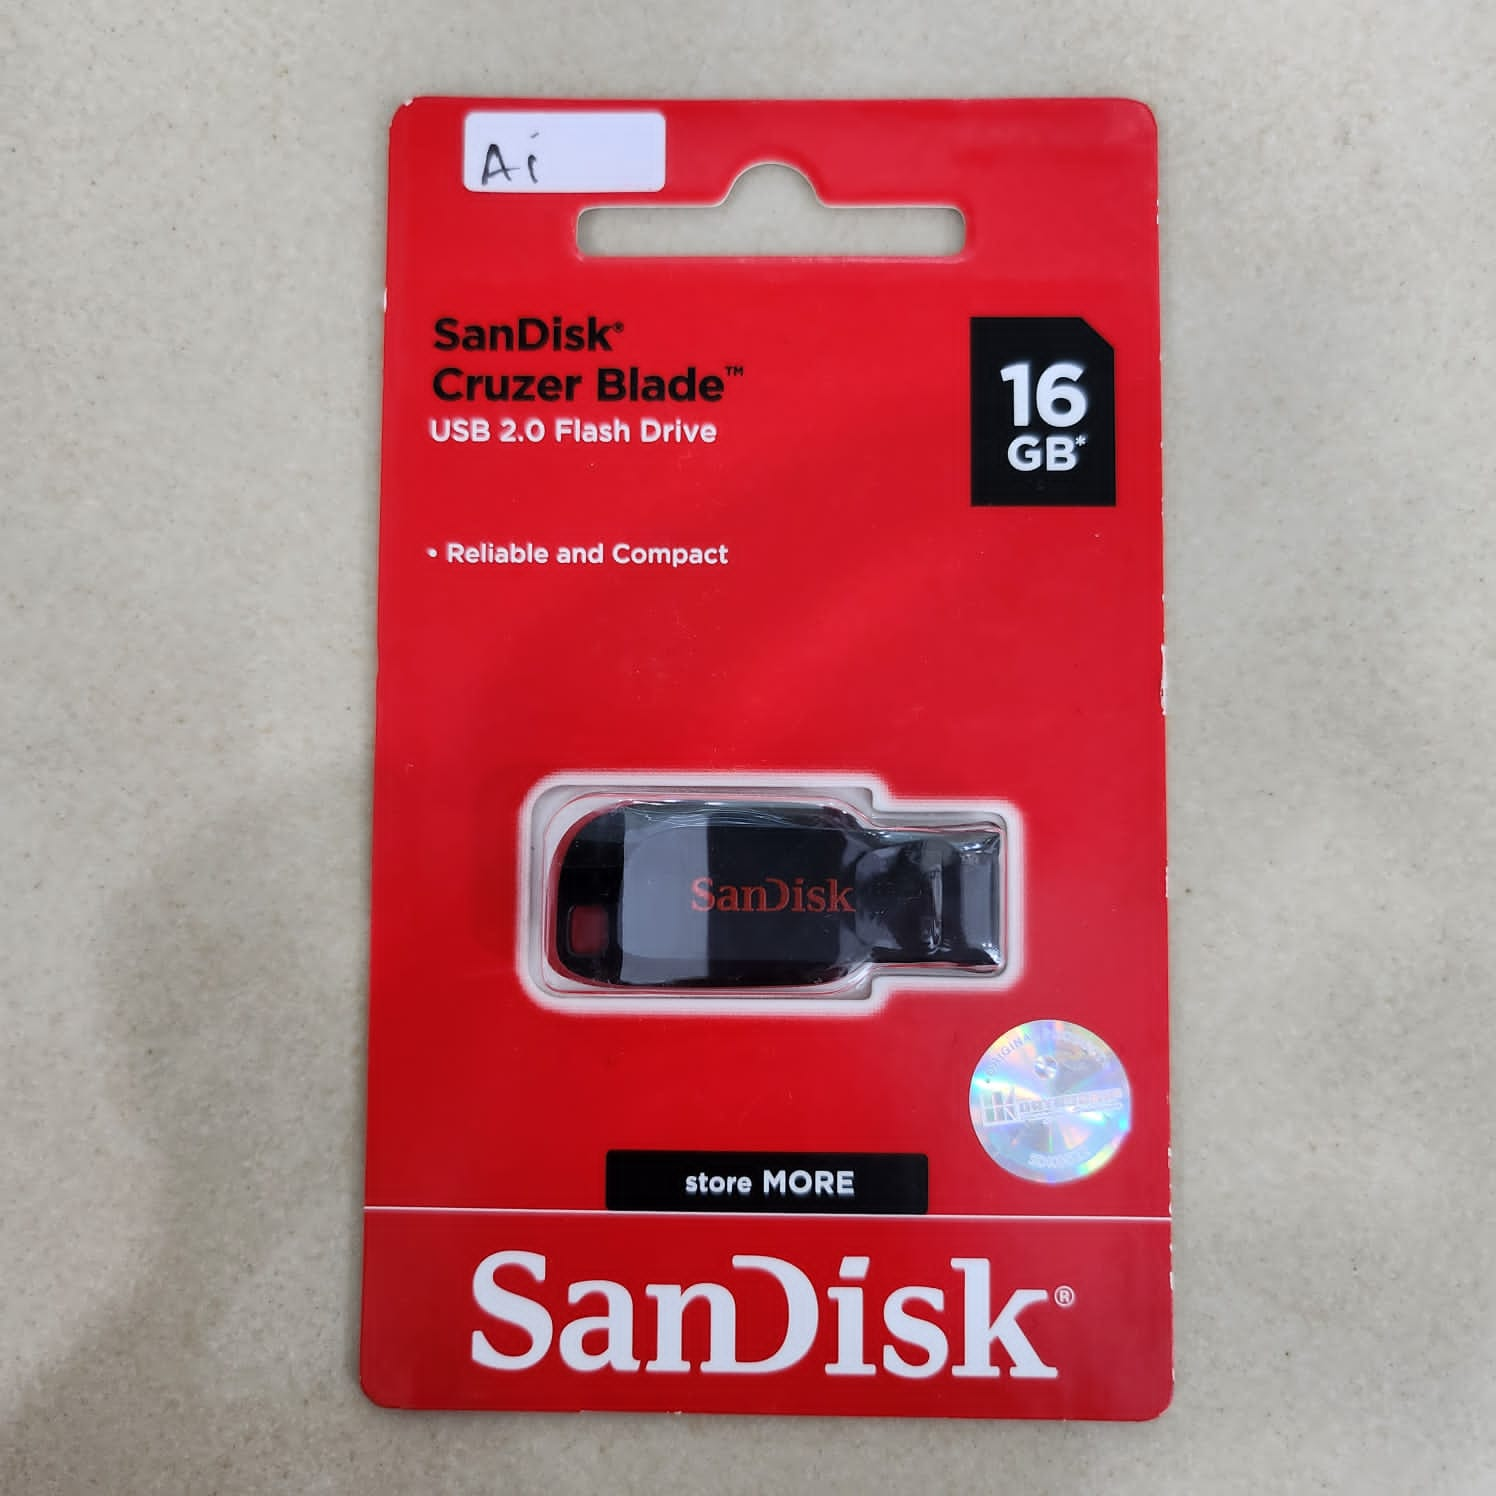 Ai
SanDisk®
Cruzer Blade™
USB 2.0 Flash Drive
16
GB*
• Reliable and Compact
SanDisk
store MORE
SanDisk®